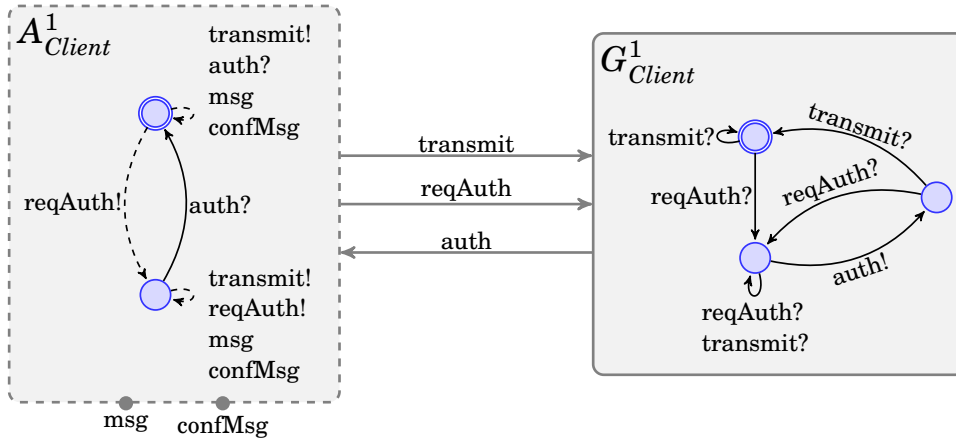 A¹Client
transmit!
auth?
msg
confMsg
reqAuth!
auth?
transmit!
reqAuth!
msg
confMsg
msg
confMsg
transmit
reqAuth
auth
G¹Client
transmit?
transmit?
reqAuth?
reqAuth?
auth!
reqAuth?
transmit?